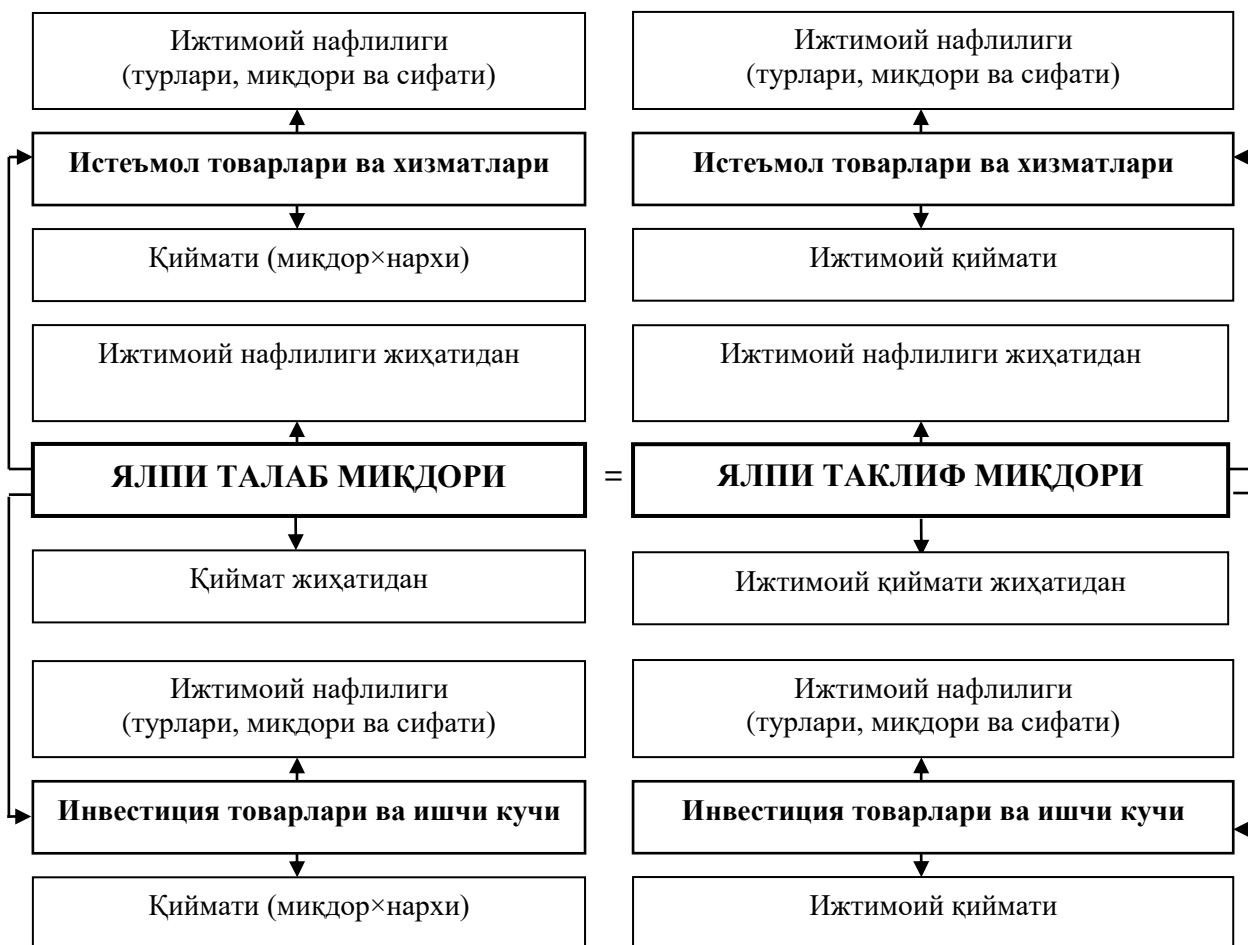 Ижтимоий нафлилиги
(турлари, миқдори ва сифати)
Ижтимоий нафлилиги
(турлари, миқдори ва сифати)
Истеъмол товарлари ва хизматлари
Истеъмол товарлари ва хизматлари
Қиймати (миқдор×нархи)
Ижтимоий қиймати
Ижтимоий нафлилиги жиҳатидан
Ижтимоий нафлилиги жиҳатидан
ЯЛПИ ТАЛАБ МИҚДОРИ
=
ЯЛПИ ТАКЛИФ МИҚДОРИ
Қиймат жиҳатидан
Ижтимоий қиймати жиҳатидан
Ижтимоий нафлилиги
(турлари, миқдори ва сифати)
Ижтимоий нафлилиги
(турлари, миқдори ва сифати)
Инвестиция товарлари ва ишчи кучи
Инвестиция товарлари ва ишчи кучи
Қиймати (миқдор×нархи)
Ижтимоий қиймати